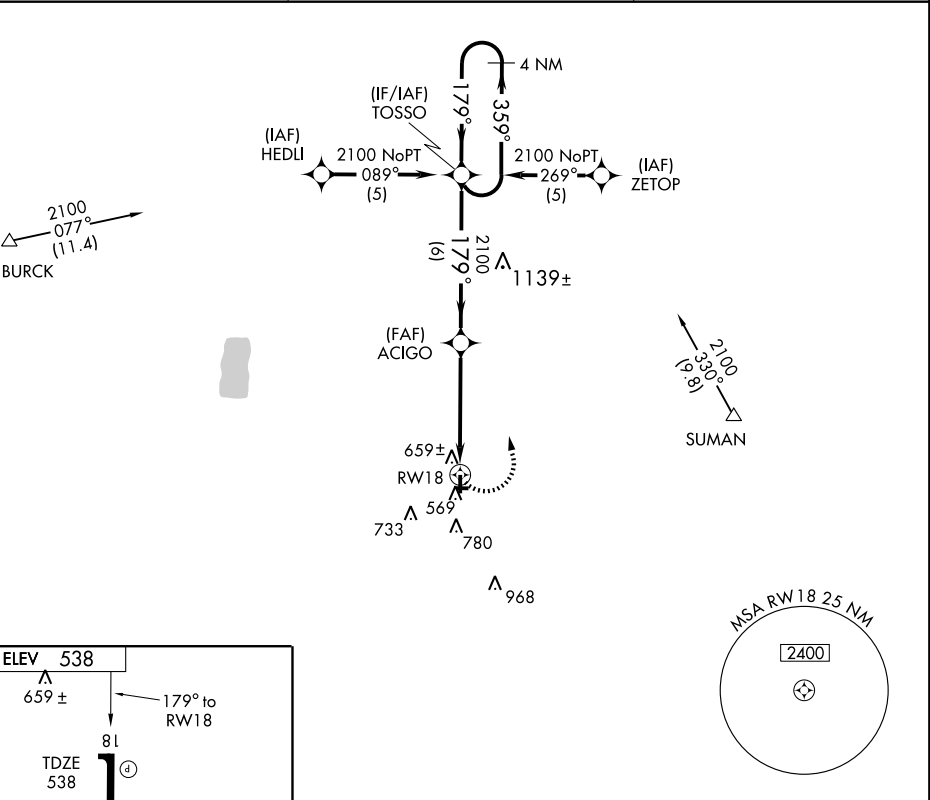 4 NM
179°
359°
(IF/IAF)
TOSSO
(IAF)
HEDLI
2100 NoPT
089°
(5)
2100 NoPT
269°
(5)
(IAF)
ZETOP
2100
077°
(11.4)
BURCK
2100
179°
(6)
1139±
(FAF)
ACIGO
2100
330°
(9.8)
SUMAN
659±
RW18
569
733
780
968
MSA RW18 25 NM
2400
ELEV 538
659 ±
179° to
RW18
18
TDZE
538
P